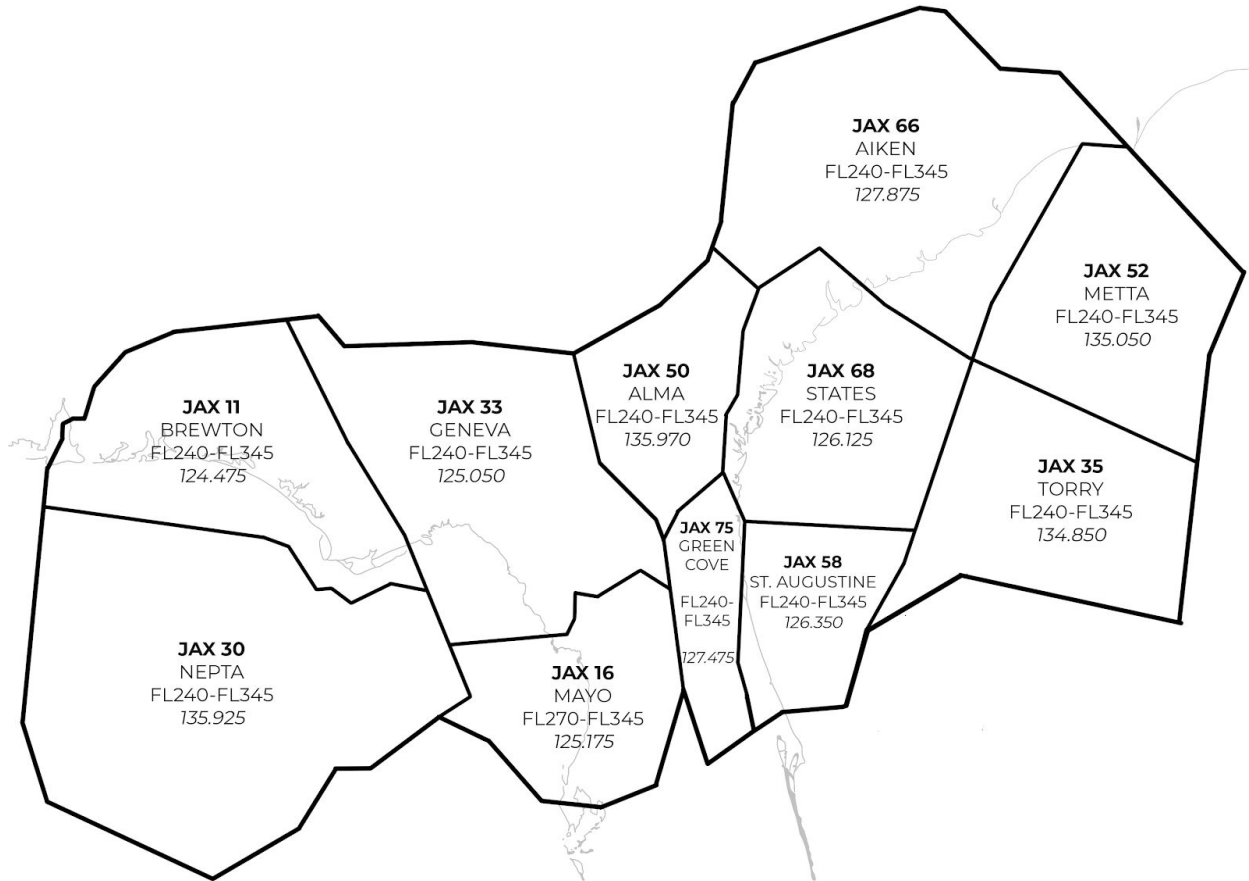 JAX 66
AIKEN
FL240-FL345
127.875
JAX 52
METTA
FL240-FL345
135.050
JAX 50
ALMA
FL240-FL345
135.970
JAX 68
STATES
FL240-FL345
126.125
JAX 11
BREWTON
FL240-FL345
124.475
JAX 33
GENEVA
FL240-FL345
125.050
JAX 35
TORRY
FL240-FL345
134.850
JAX 75
GREEN
COVE
FL240-
FL345
127.475
JAX 58
ST. AUGUSTINE
FL240-FL345
126.350
JAX 30
NEPTA
FL240-FL345
135.925
JAX 16
MAYO
FL270-FL345
125.175